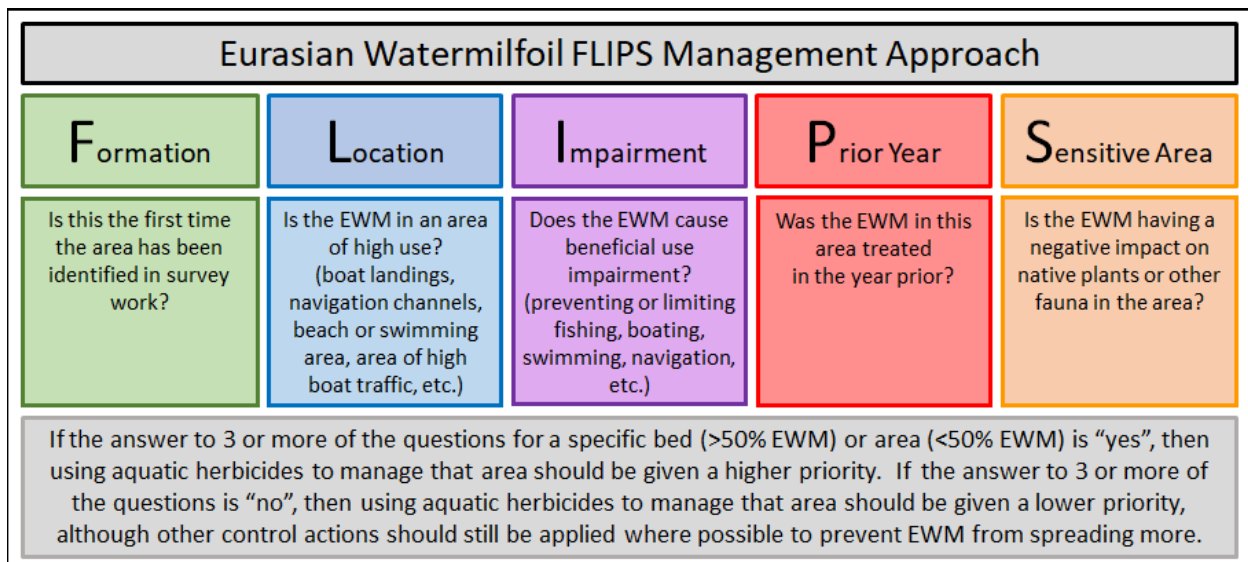 Eurasian Watermilfoil FLIPS Management Approach
Formation
Location
Impairment
Prior Year
Sensitive Area
Is this the first time
the area has been
identified in survey
work?
Is the EWM in an area
of high use?
(boat landings,
navigation channels,
beach or swimming
area, area of high
boat traffic, etc.)
Does the EWM cause
beneficial use
impairment?
(preventing or limiting
fishing, boating,
swimming, navigation,
etc.)
Was the EWM in this
area treated
in the year prior?
Is the EWM having a
negative impact on
native plants or other
fauna in the area?
If the answer to 3 or more of the questions for a specific bed (>50% EWM) or area (<50% EWM) is “yes”, then
using aquatic herbicides to manage that area should be given a higher priority. If the answer to 3 or more of
the questions is “no”, then using aquatic herbicides to manage that area should be given a lower priority,
although other control actions should still be applied where possible to prevent EWM from spreading more.